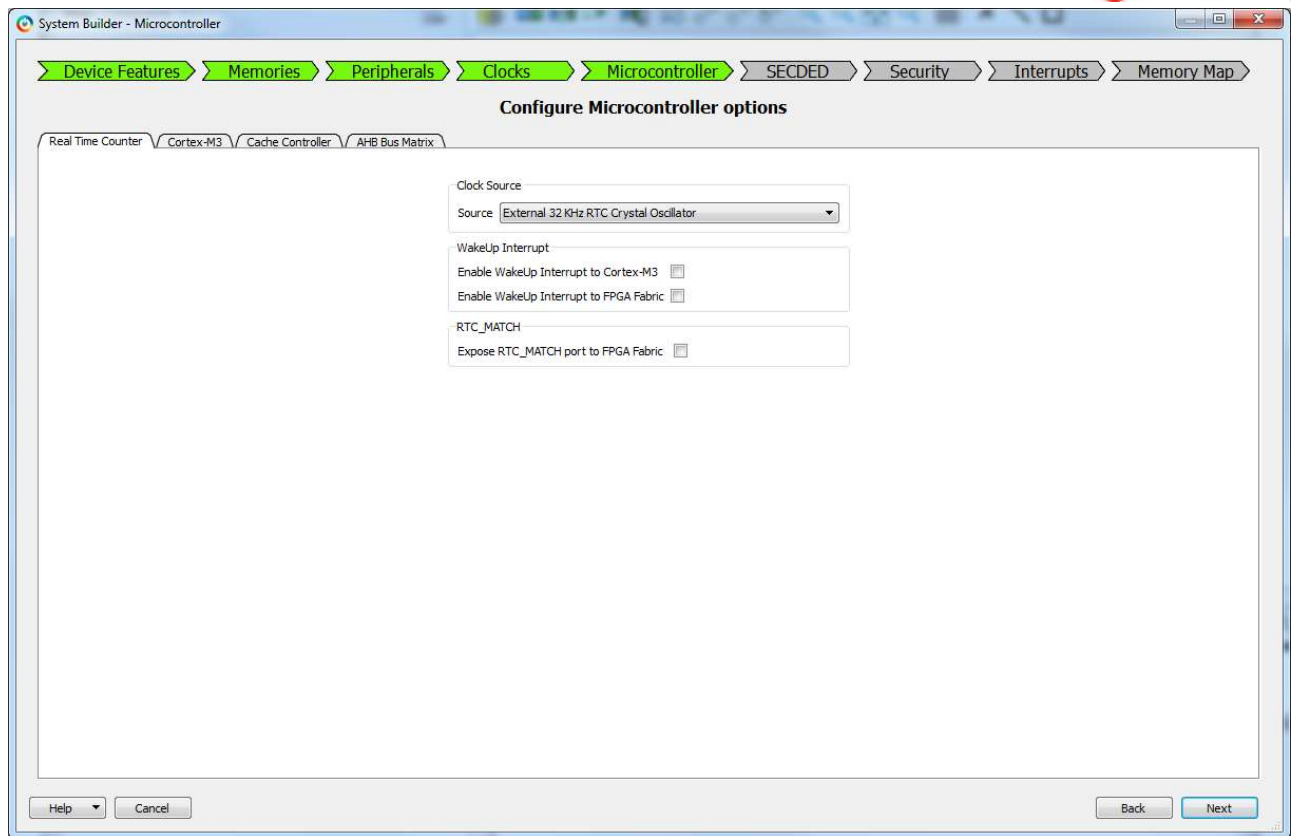 System Builder - Microcontroller
Device Features Memories Peripherals Clocks Microcontroller SECDED Security Interrupts Memory Map
Configure Microcontroller options
Real Time Counter Cortex-M3 Cache Controller AHB Bus Matrix
Clock Source
Source External 32 KHz RTC Crystal Oscillator
WakeUp Interrupt
Enable WakeUp Interrupt to Cortex-M3
Enable WakeUp Interrupt to FPGA Fabric
RTC_MATCH
Expose RTC_MATCH port to FPGA Fabric
Help Cancel Back Next